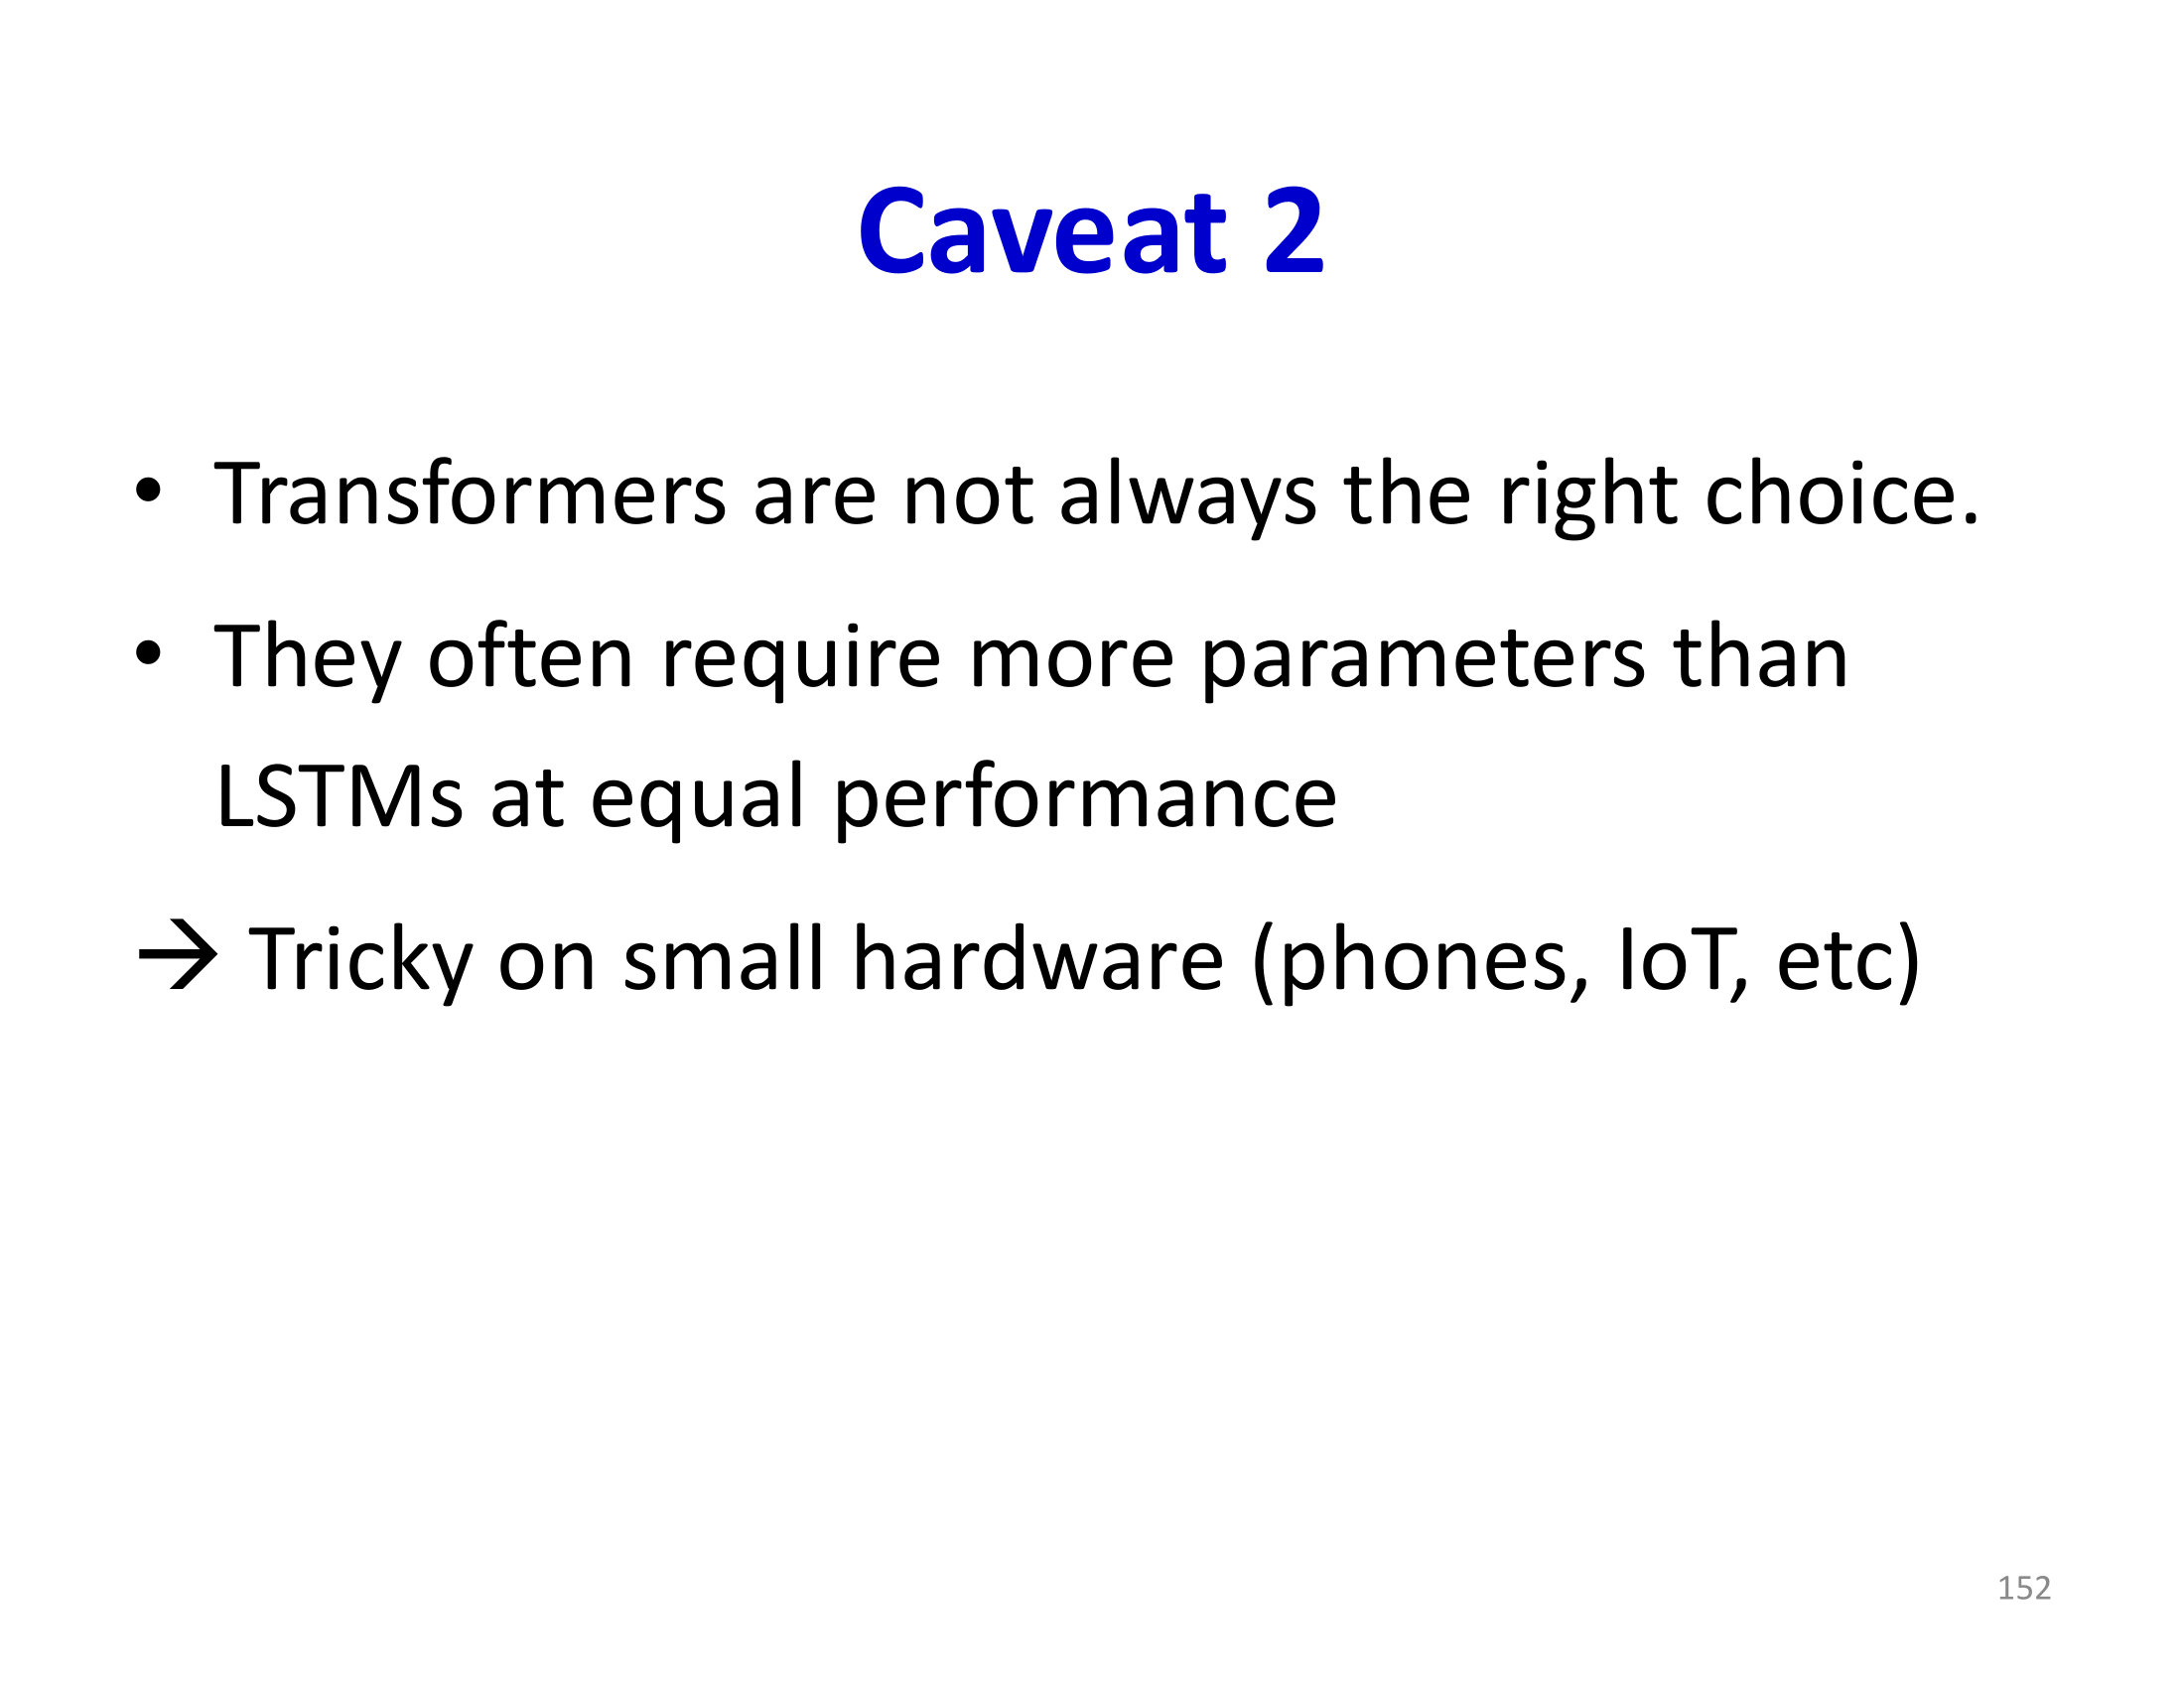 Caveat 2
• Transformers are not always the right choice.
• They often require more parameters than
LSTMs at equal performance
→ Tricky on small hardware (phones, IoT, etc)
152